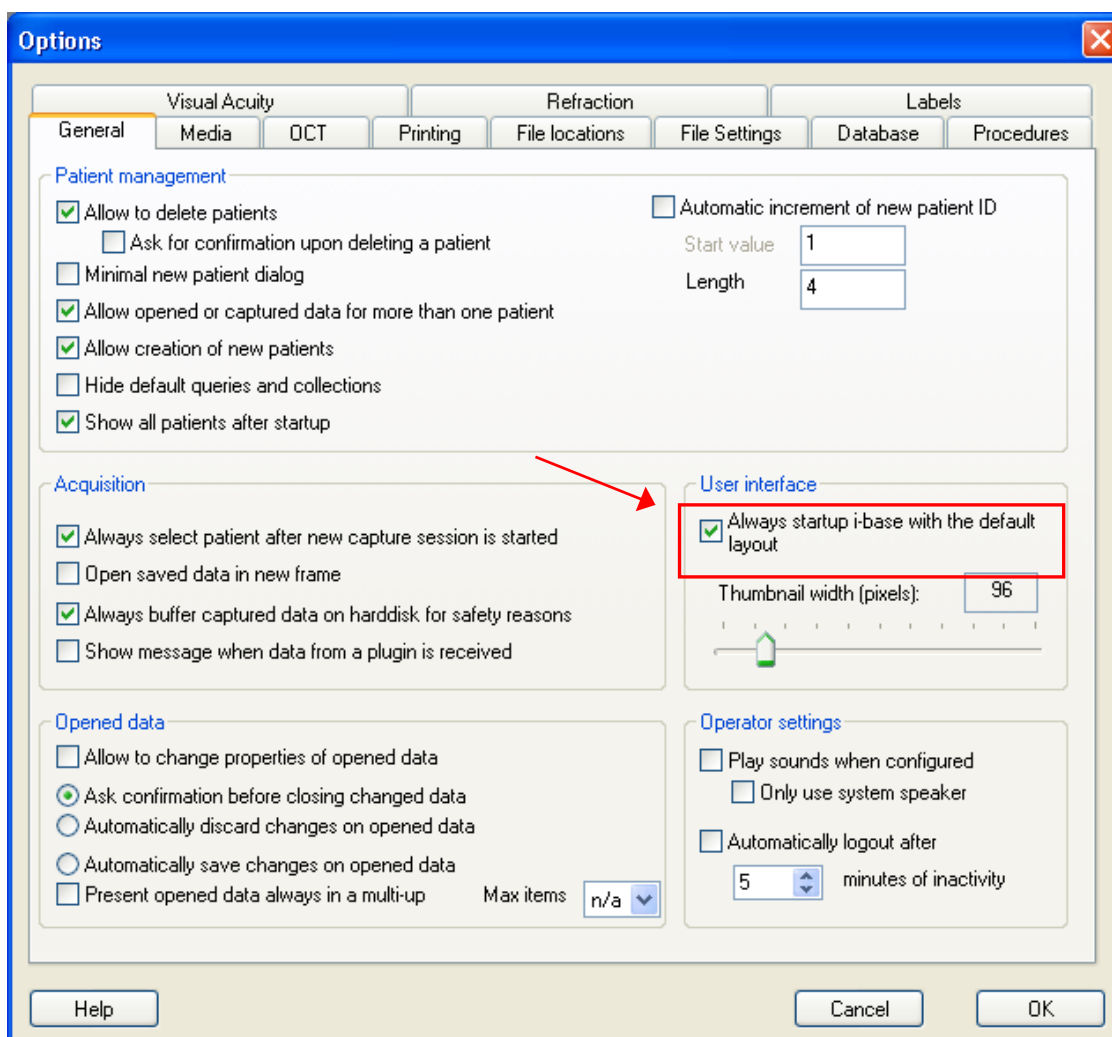 Options
Visual Acuity
Refraction
Labels
General
Media
OCT
Printing
File locations
File Settings
Database
Procedures
Patient management
Allow to delete patients
Ask for confirmation upon deleting a patient
Minimal new patient dialog
Allow opened or captured data for more than one patient
Allow creation of new patients
Hide default queries and collections
Show all patients after startup
Automatic increment of new patient ID
Start value 1
Length 4
Acquisition
Always select patient after new capture session is started
Open saved data in new frame
Always buffer captured data on harddisk for safety reasons
Show message when data from a plugin is received
User interface
Always startup i-base with the default
layout
Thumbnail width (pixels): 96
Opened data
Allow to change properties of opened data
Ask confirmation before closing changed data
Automatically discard changes on opened data
Automatically save changes on opened data
Present opened data always in a multi-up Max items n/a
Operator settings
Play sounds when configured
Only use system speaker
Automatically logout after
5 minutes of inactivity
Help
Cancel
OK